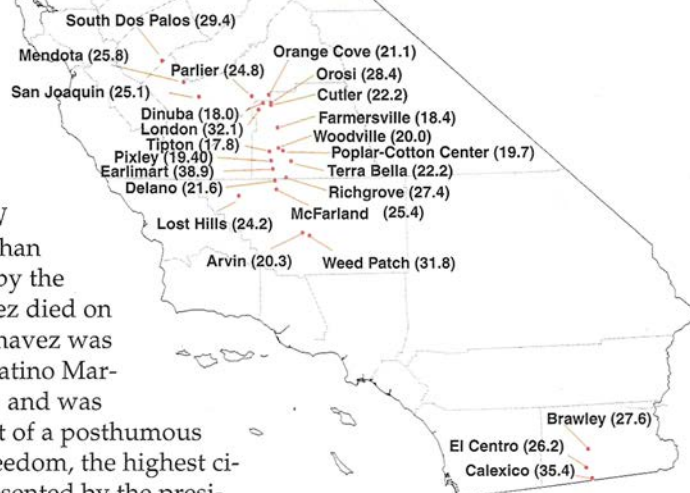 South Dos Palos (29.4)
Mendota (25.8)
Orange Cove (21.1)
Parlier (24.8)
Orosi (28.4)
San Joaquin (25.1)
Cutler (22.2)
Dinuba (18.0)
Farmersville (18.4)
London (32.1)
Woodville (20.0)
Tipton (17.8)
Poplar-Cotton Center (19.7)
Pixley (19.40)
Terra Bella (22.2)
Earlimart (38.9)
Delano (21.6)
Richgrove (27.4)
McFarland (25.4)
Lost Hills (24.2)
Arvin (20.3)
Weed Patch (31.8)
han
by the
ez died on
havez was
atino Mar-
and was
t of a posthumous
eedom, the highest ci-
sented by the presi-
Brawley (27.6)
El Centro (26.2)
Calexico (35.4)